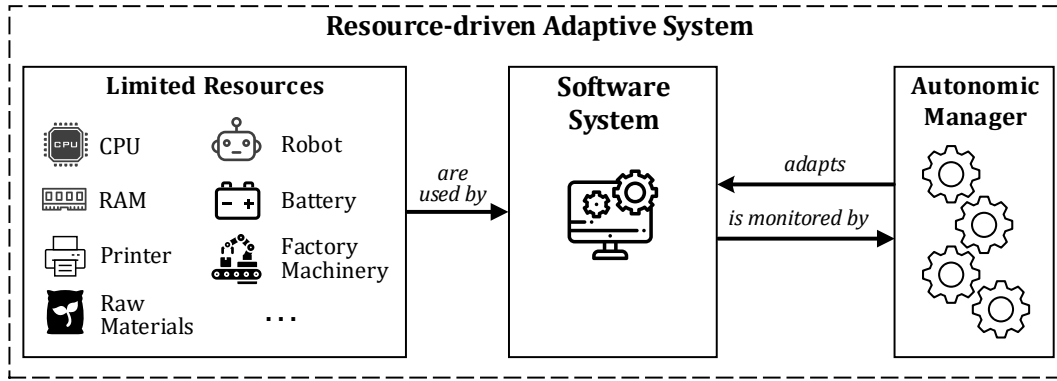 Resource-driven Adaptive System
Limited Resources
CPU
CPU
Robot
RAM
Battery
Printer
Factory
Machinery
Raw
Materials
...
are
used by
Software
System
adapts
is monitored by
Autonomic
Manager